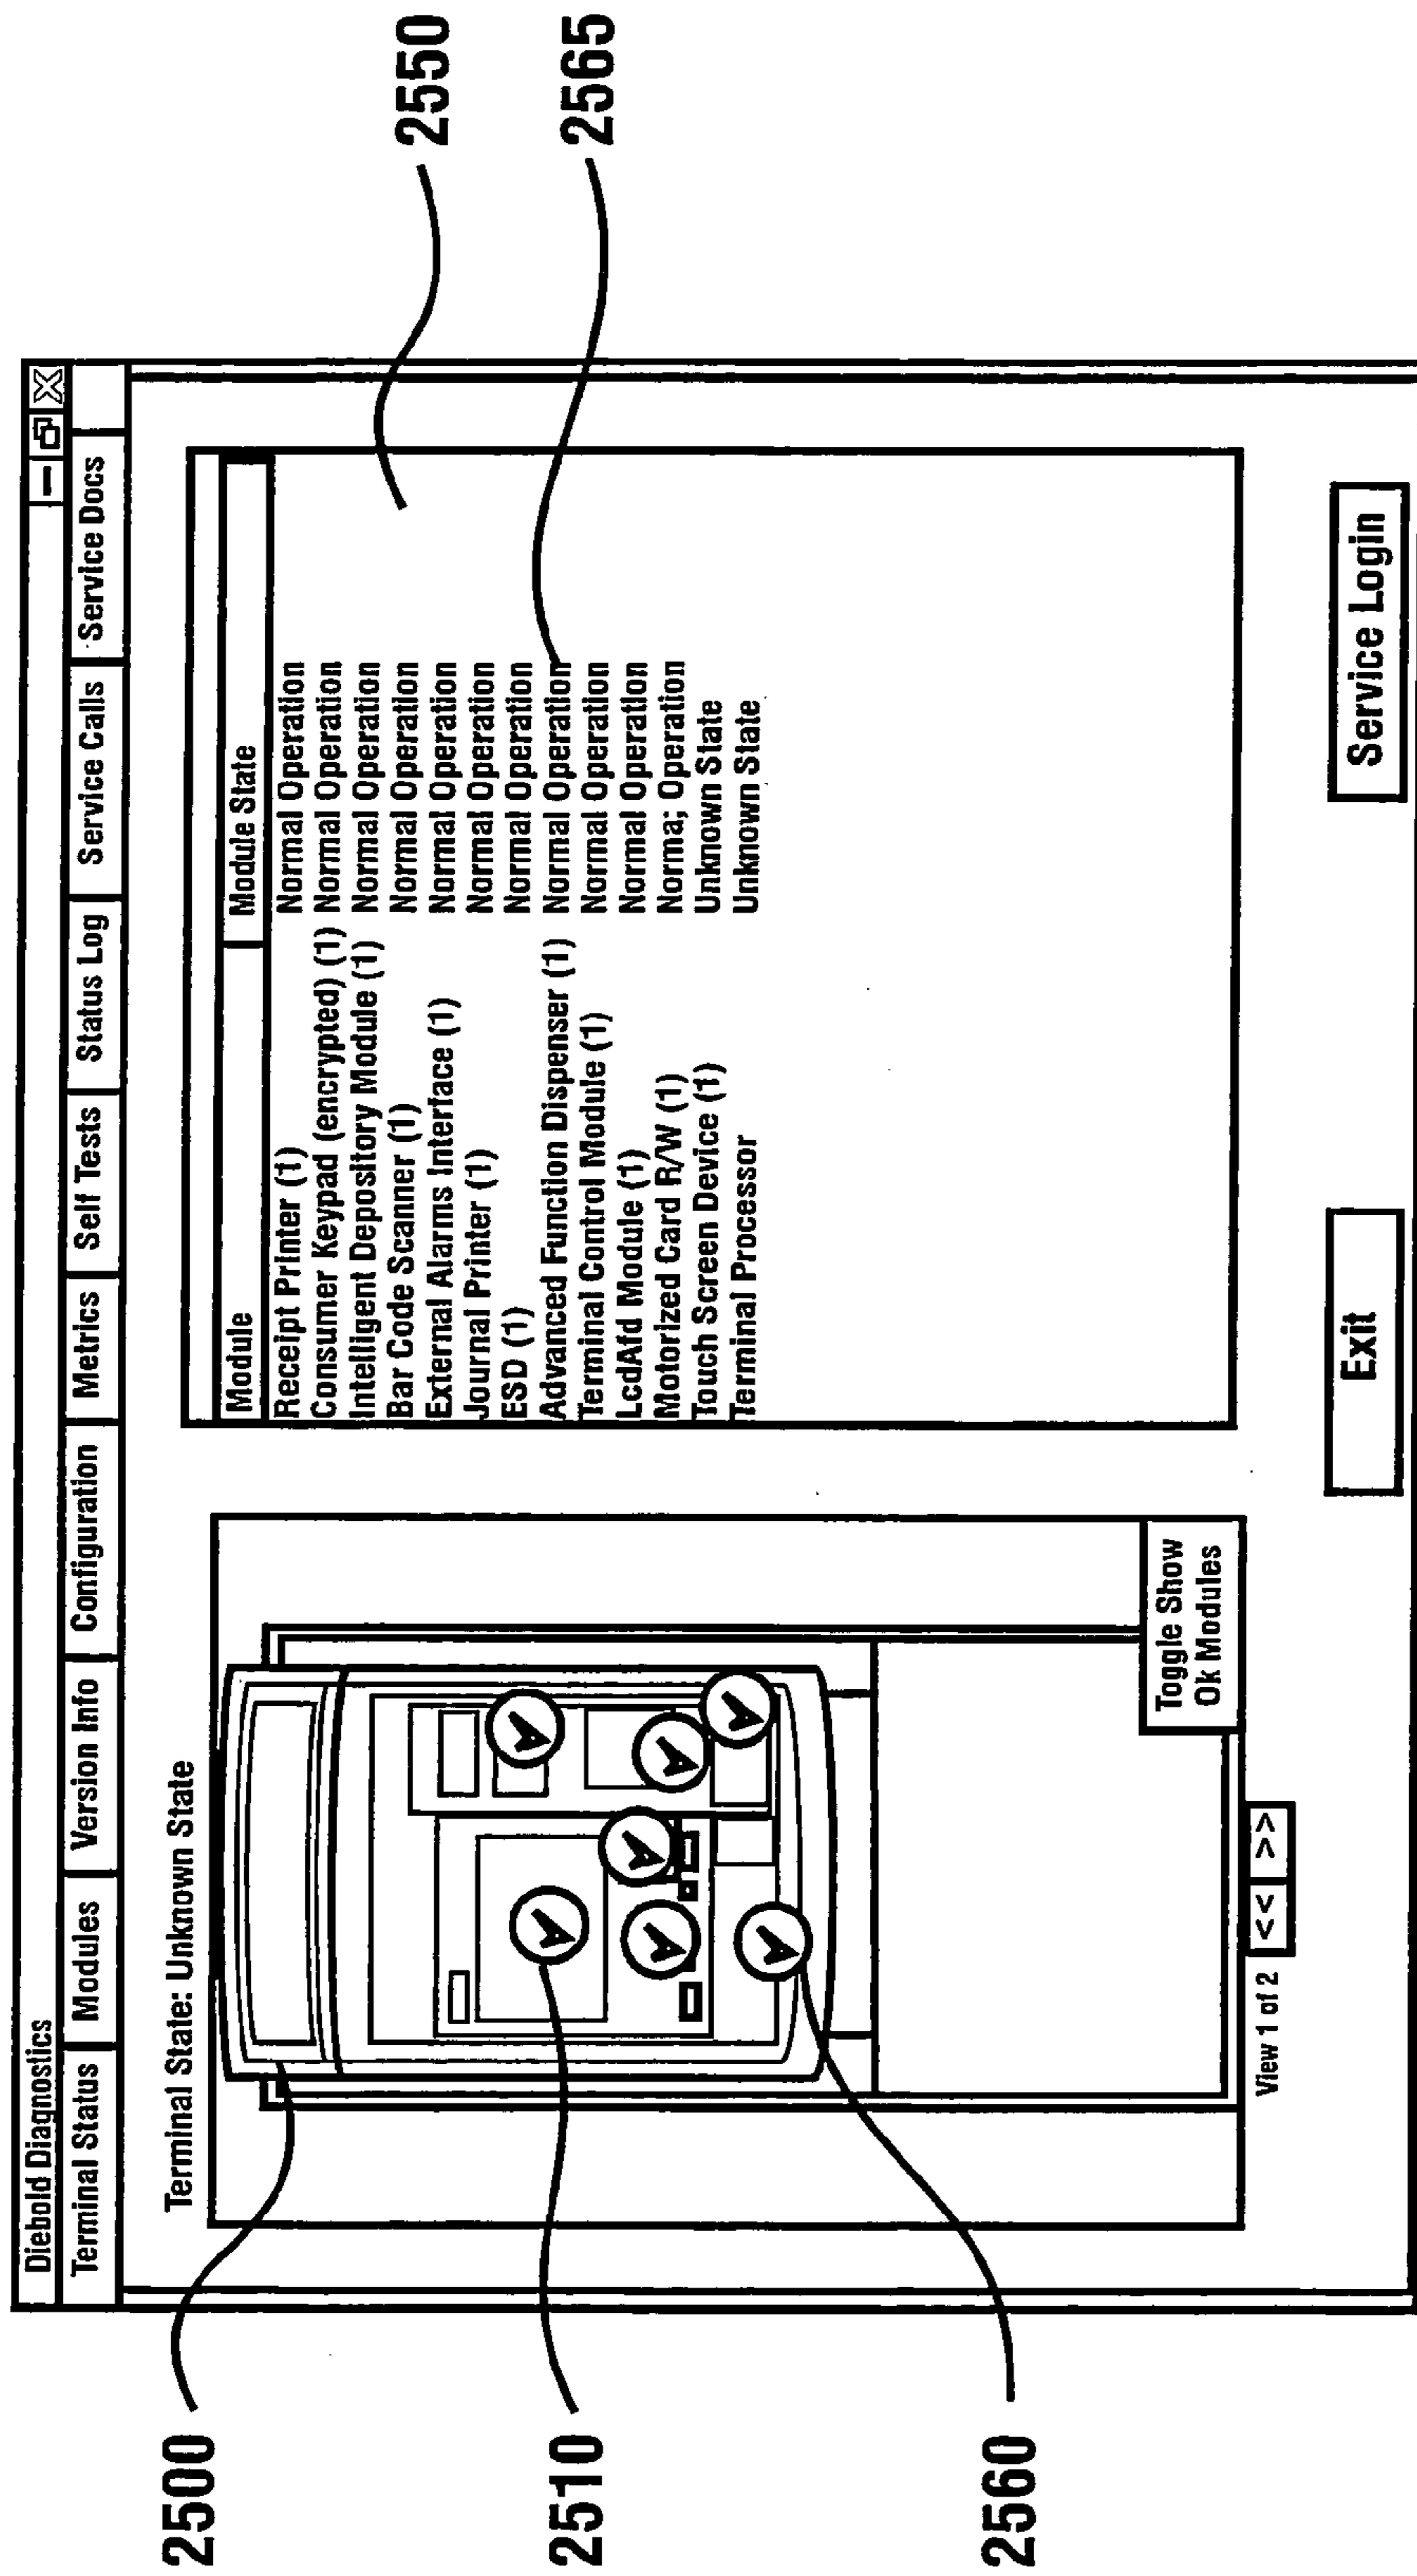 Diebold Diagnostics
Terminal Status Modules Version Info Configuration Metrics Self Tests Status Log Service Calls Service Docs
Terminal State: Unknown State
Toggle Show
Ok Modules
View 1 of 2 << >>
Module Module State
Receipt Printer (1) Normal Operation
Consumer Keypad (encrypted) (1) Normal Operation
Intelligent Depository Module (1) Normal Operation
Bar Code Scanner (1) Normal Operation
External Alarms Interface (1) Normal Operation
Journal Printer (1) Normal Operation
ESD (1) Normal Operation
Advanced Function Dispenser (1) Normal Operation
Terminal Control Module (1) Normal Operation
LcdAfd Module (1) Normal Operation
Motorized Card R/W (1) Norma; Operation
Touch Screen Device (1) Unknown State
Terminal Processor Unknown State
Exit
Service Login
2500
2510
2560
2550
2565